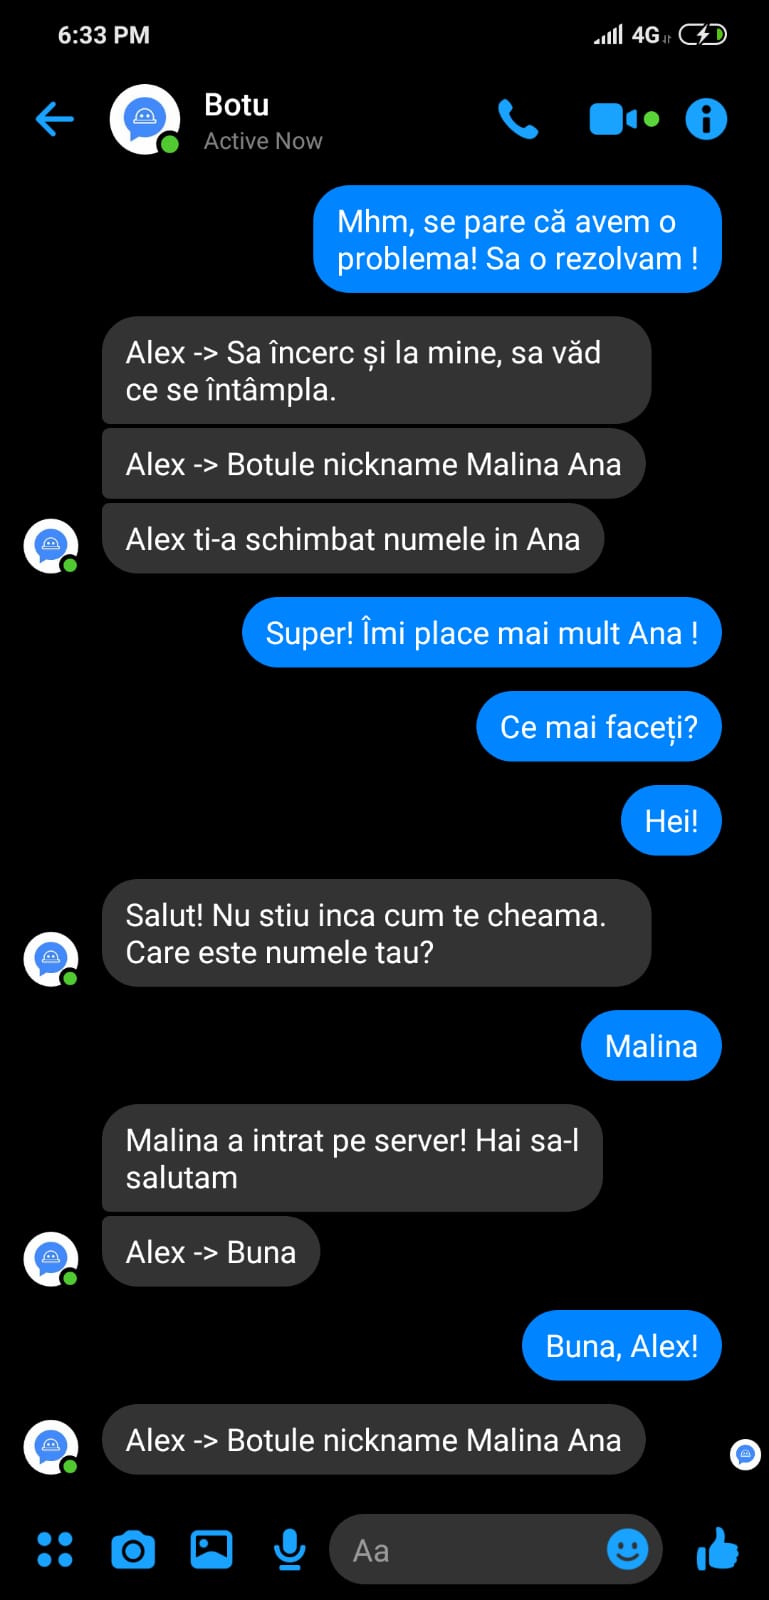 6:33 PM
4G
Botu
Active Now
Mhm, se pare că avem o
problema! Sa o rezolvam !
Alex -> Sa încerc și la mine, sa văd
ce se întâmpla.
Alex -> Botule nickname Malina Ana
Alex ti-a schimbat numele in Ana
Super! Îmi place mai mult Ana !
Ce mai faceți?
Hei!
Salut! Nu stiu inca cum te cheama.
Care este numele tau?
Malina
Malina a intrat pe server! Hai sa-l
salutam
Alex -> Buna
Buna, Alex!
Alex -> Botule nickname Malina Ana
Aa